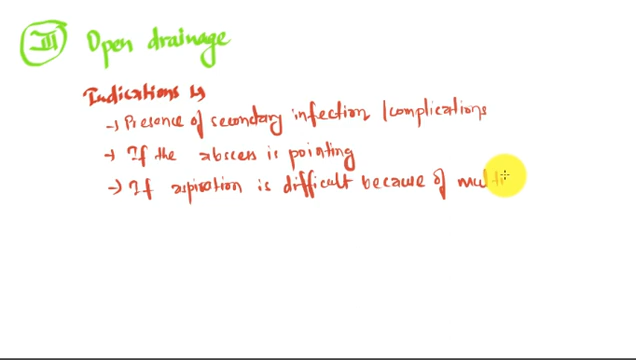 III Open drainage
Indications
→ Presence of secondary infection / complications
→ If the abscess is pointing
→ If aspiration is difficult because of multi